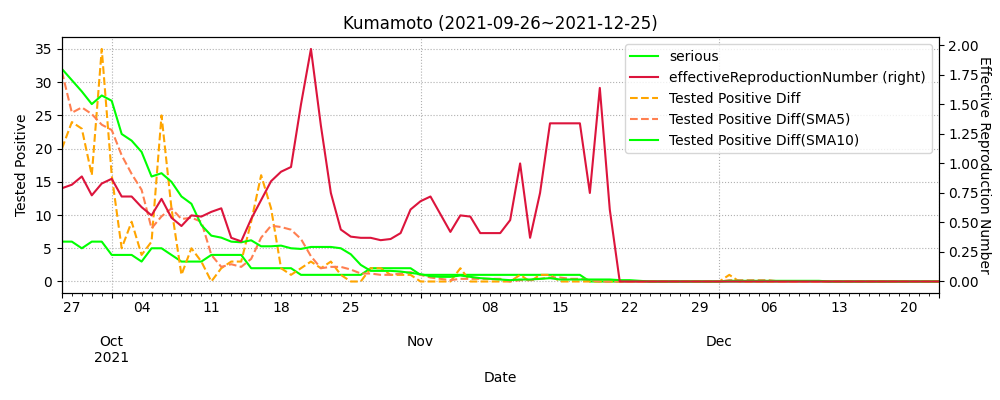 Kumamoto (2021-09-26~2021-12-25)
serious
effectiveReproductionNumber (right)
Tested Positive Diff
Tested Positive Diff(SMA5)
Tested Positive Diff(SMA10)
Tested Positive
35
30
25
20
15
10
5
0
2.00
1.75
1.50
1.25
1.00
0.75
0.50
0.25
0.00
Effective Reproduction Number
27 04 11 18 25 08 15 22 29 06 13 20
Oct Nov Dec
2021
Date